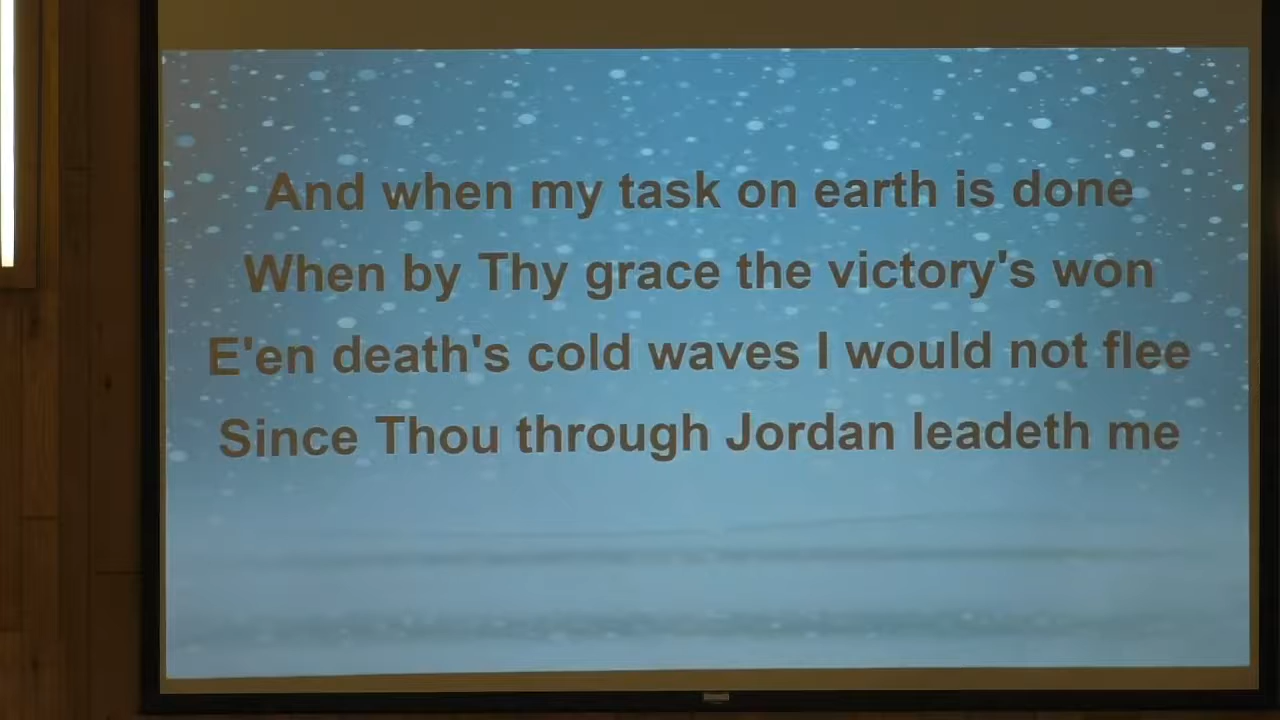 And when my task on earth is done
When by Thy grace the victory's won
E'en death's cold waves I would not flee
Since Thou through Jordan leadeth me